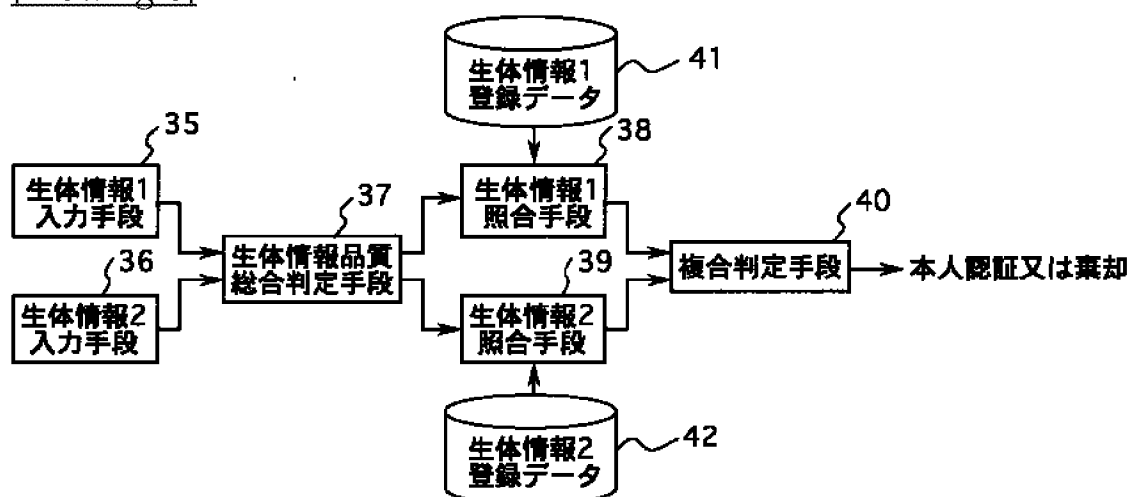 生体情報1
登録データ
41
35
生体情報1
入力手段
38
生体情報1
照合手段
37
生体情報品質
総合判定手段
40
複合判定手段
本人認証又は棄却
36
生体情報2
入力手段
39
生体情報2
照合手段
生体情報2
登録データ
42